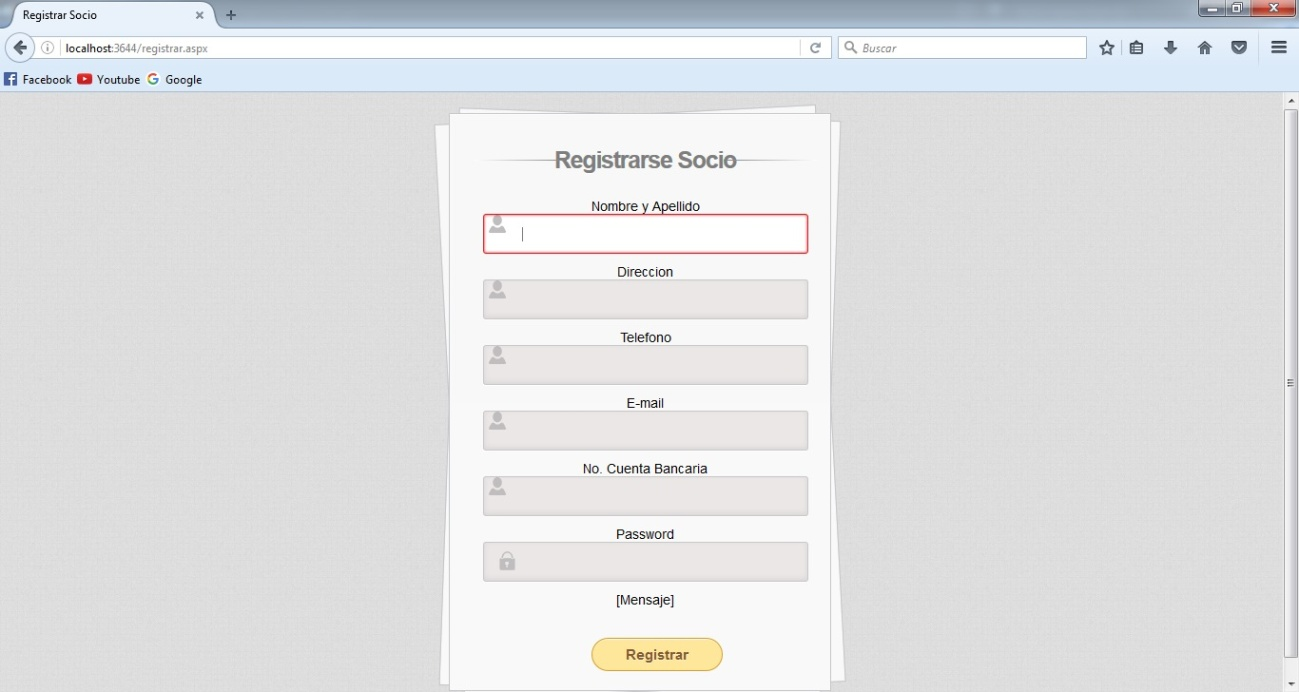 Registrar Socio
localhost:3644/registrar.aspx
Buscar
Facebook Youtube Google
Registrarse Socio
Nombre y Apellido
Direccion
Telefono
E-mail
No. Cuenta Bancaria
Password
[Mensaje]
Registrar